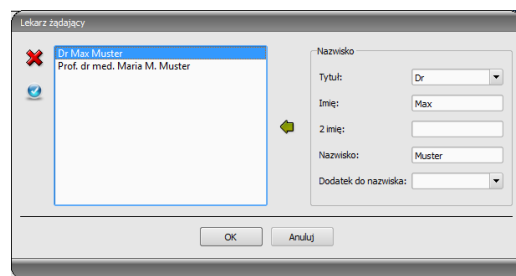 Lekarz żądający
Dr Max Muster
Prof. dr med. Maria M. Muster
Nazwisko
Tytuł: Dr
Imię: Max
2 imię:
Nazwisko: Muster
Dodatek do nazwiska:
OK Anuluj